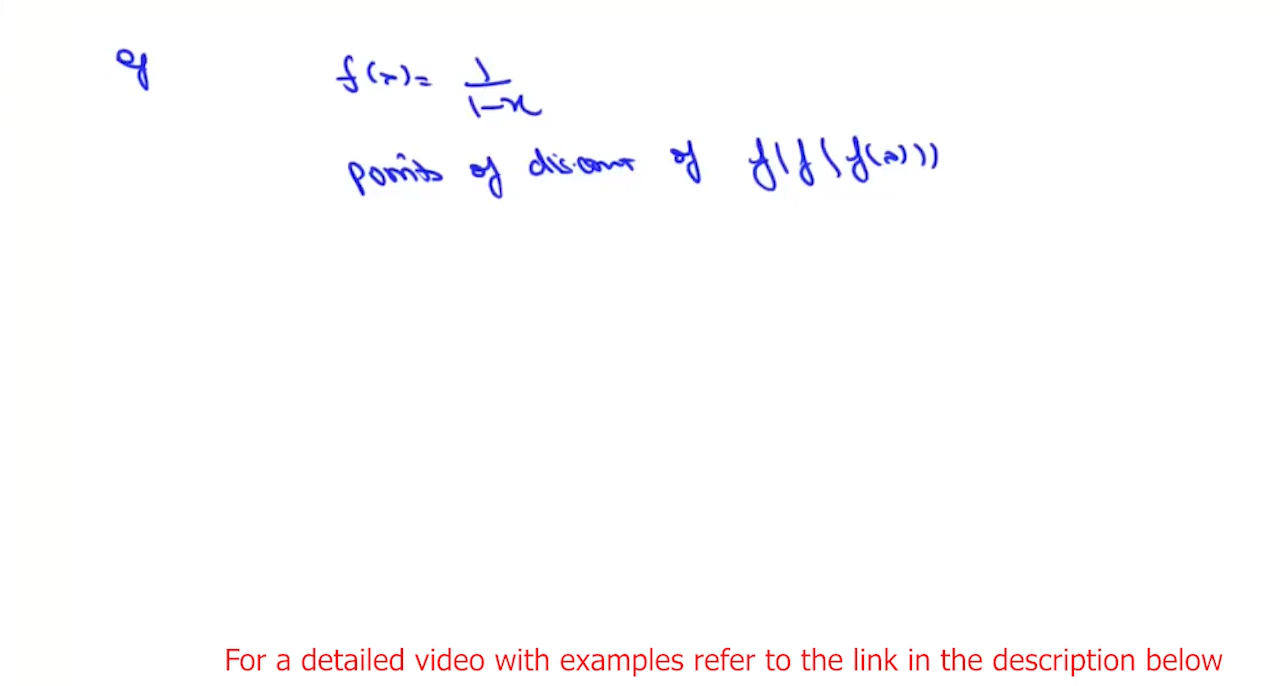 eg f(x) = 1/(1-x)
points of discont of f(f(f(x)))
For a detailed video with examples refer to the link in the description below